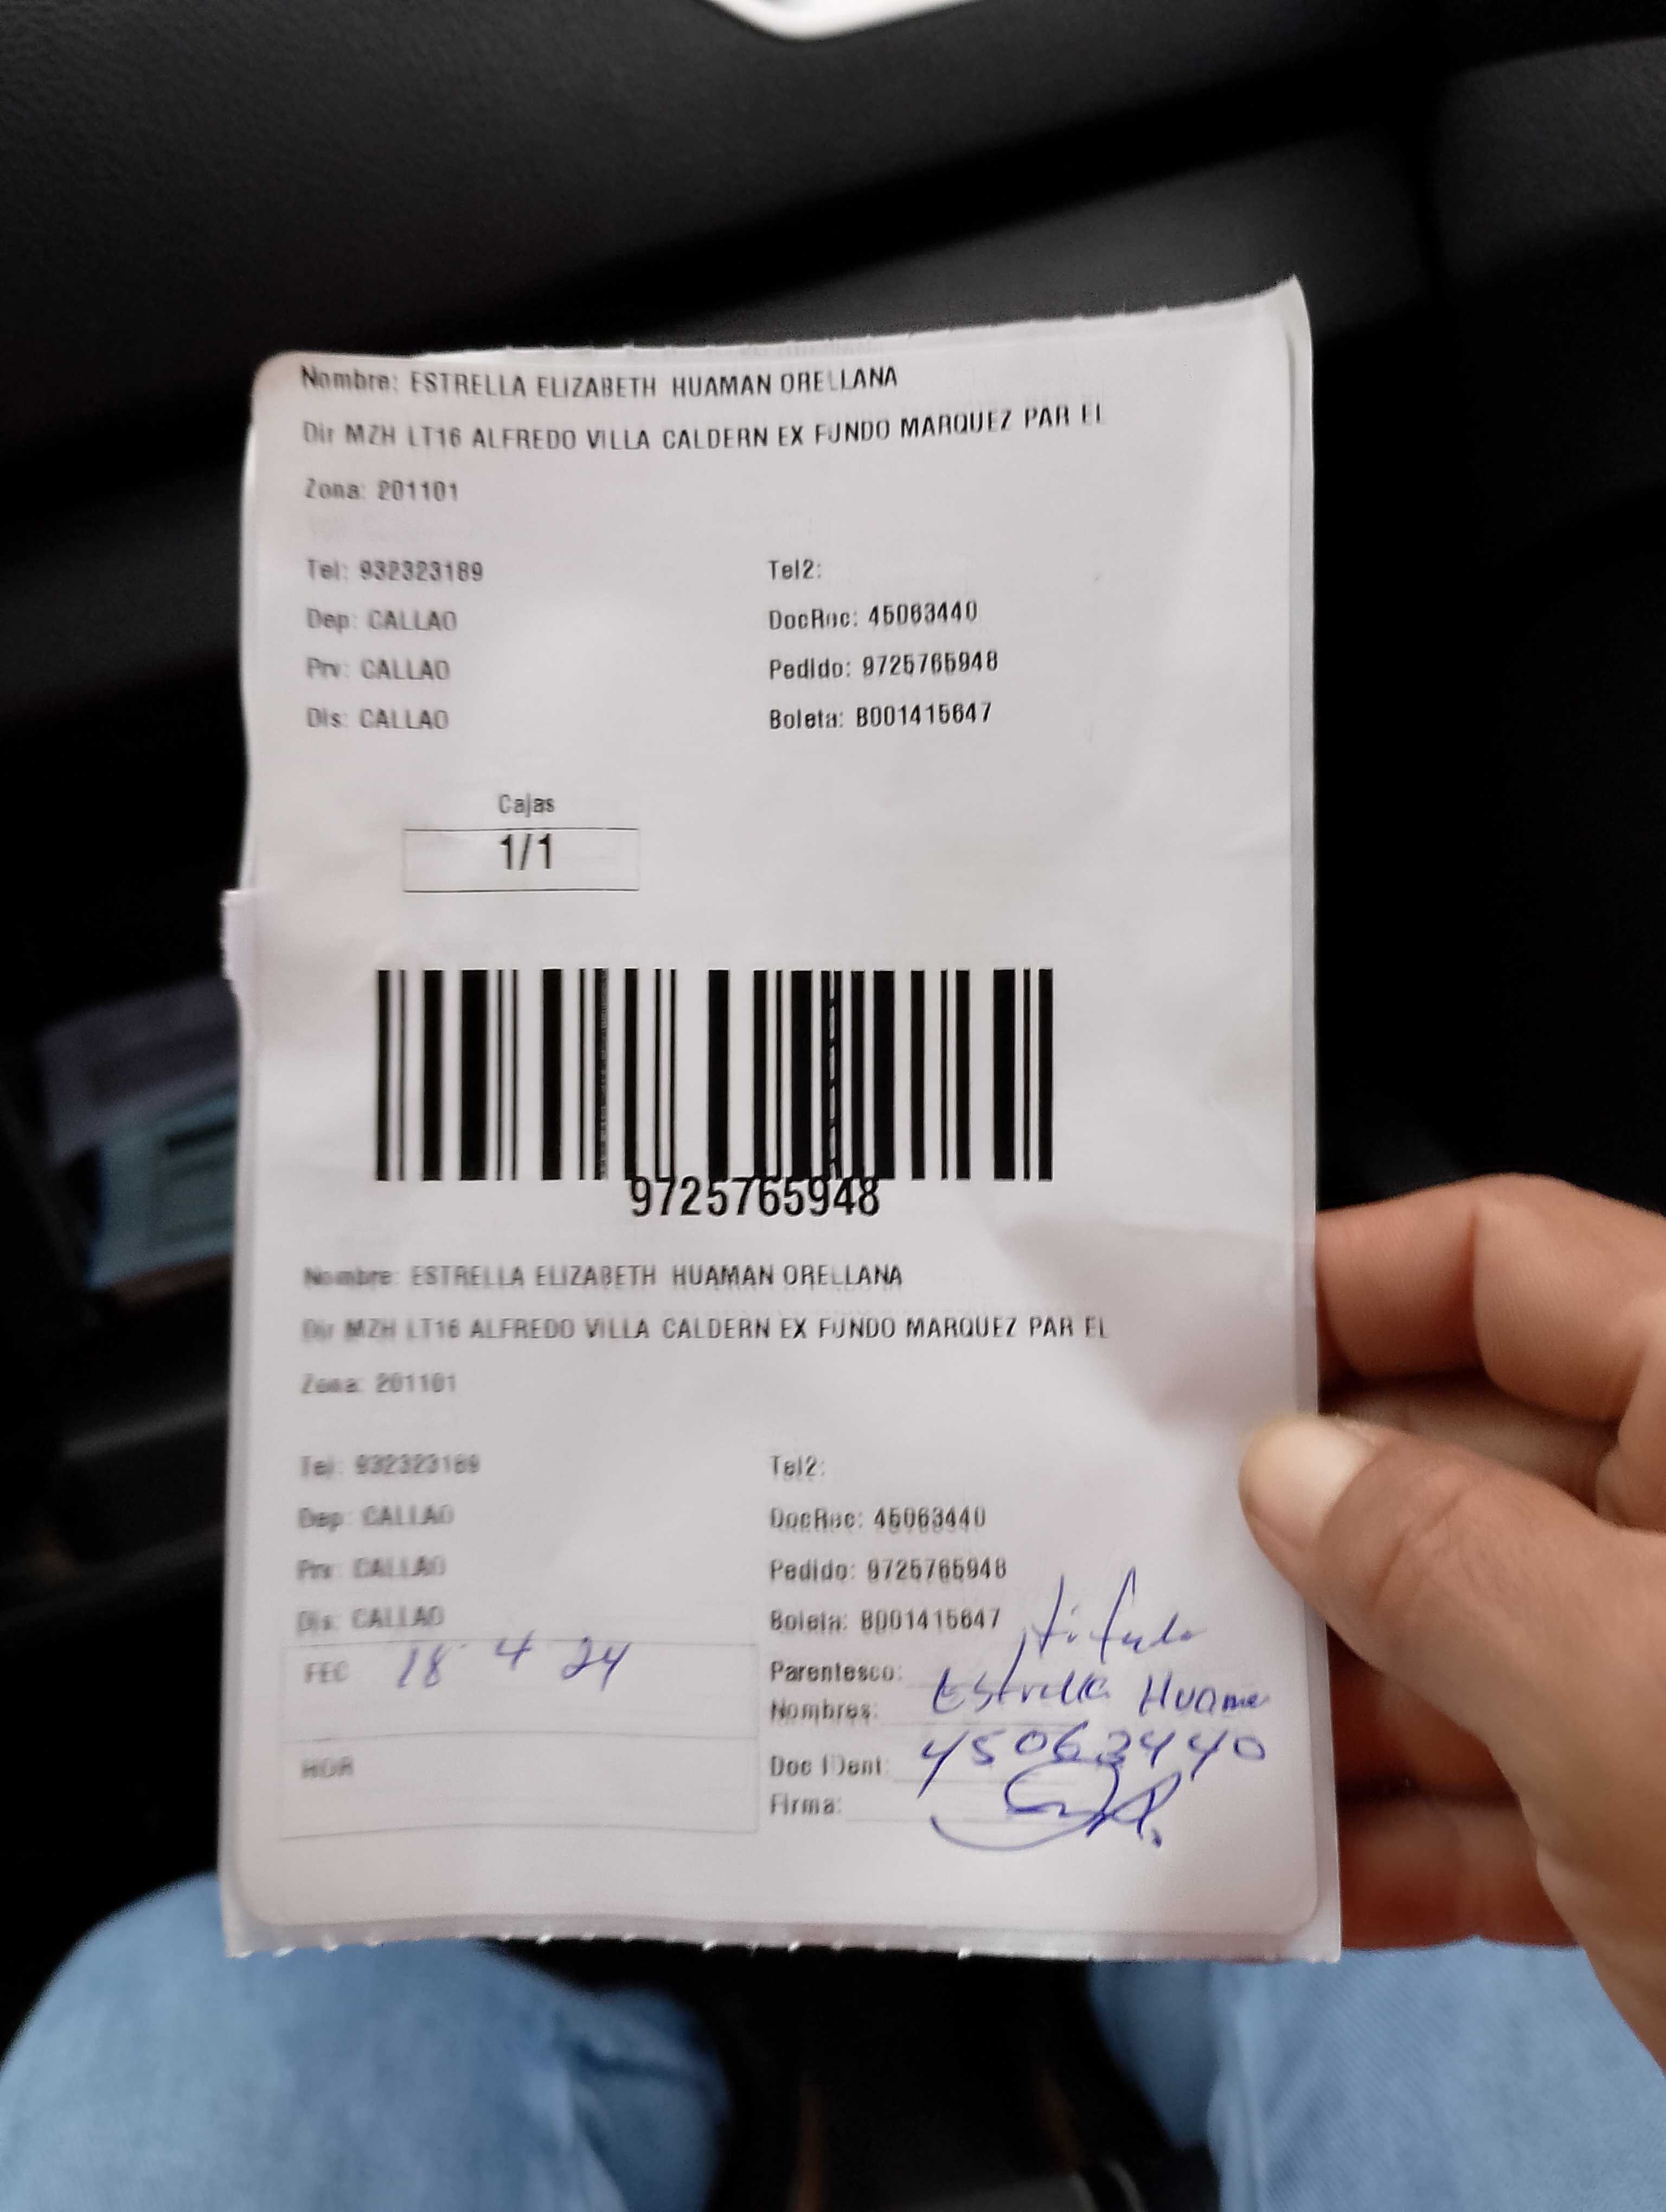 Nombre: ESTRELLA ELIZABETH HUAMAN ORELLANA
Dir MZH LT16 ALFREDO VILLA CALDERN EX FUNDO MARQUEZ PAR EL
Zona: 201101
Tel: 932323189 Tel2:
Dep: CALLAO DocRec: 45063440
Prv: CALLAO Pedido: 9725765948
Dis: CALLAO Boleta: B001415647
Cajas
1/1
9725765948
Nombre: ESTRELLA ELIZABETH HUAMAN ORELLANA
Dir MZH LT16 ALFREDO VILLA CALDERN EX FUNDO MARQUEZ PAR EL
Zona: 201101
Tel: 932323189 Tel2:
Dep: CALLAO DocRec: 45063440
Prv: CALLAO Pedido: 9725765948
Dis: CALLAO Boleta: B001415647
FEC 18 4 24 Parentesco: titular
Nombres: Estrella Huaman
HOR Doc Ident: 45063440
Firma: